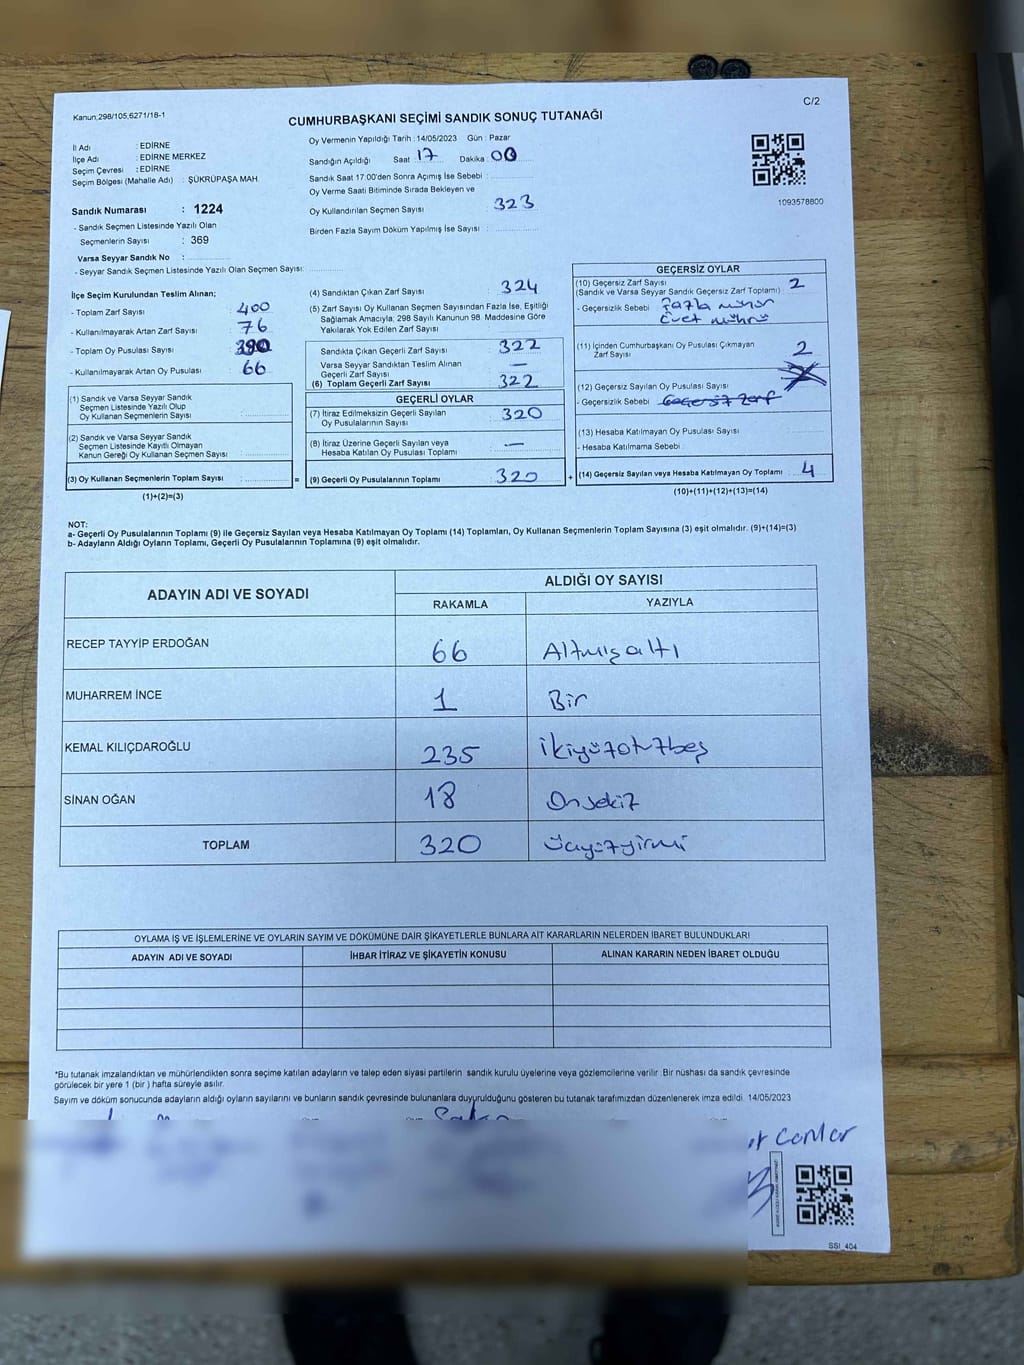 C/2
Kanun;298/105,6271/18-1
CUMHURBAŞKANI SEÇİMİ SANDIK SONUÇ TUTANAĞI
İl Adı : EDİRNE
İlçe Adı : EDİRNE MERKEZ
Seçim Çevresi : EDİRNE
Seçim Bölgesi (Mahalle Adı) : ŞÜKRÜPAŞA MAH.
Sandık Numarası : 1224
- Sandık Seçmen Listesinde Yazılı Olan
Seçmenlerin Sayısı : 369
Varsa Seyyar Sandık No :
- Seyyar Sandık Seçmen Listesinde Yazılı Olan Seçmen Sayısı:
Oy Vermenin Yapıldığı Tarih : 14/05/2023 Gün : Pazar
Sandığın Açıldığı Saat : 17 Dakika : 00
Sandık Saat 17:00'den Sonra Açımış İse Sebebi :
Oy Verme Saati Bitiminde Sırada Bekleyen ve
Oy Kullandırılan Seçmen Sayısı : 323
Birden Fazla Sayım Döküm Yapılmış İse Sayısı :
1093578800
İlçe Seçim Kurulundan Teslim Alınan;
- Toplam Zarf Sayısı : 400
- Kullanılmayarak Artan Zarf Sayısı : 76
- Toplam Oy Pusulası Sayısı : 390
- Kullanılmayarak Artan Oy Pusulası : 66
(1) Sandık ve Varsa Seyyar Sandık
Seçmen Listesinde Yazılı Olup
Oy Kullanan Seçmenlerin Sayısı :
(2) Sandık ve Varsa Seyyar Sandık
Seçmen Listesinde Kayıtlı Olmayan
Kanun Gereği Oy Kullanan Seçmen Sayısı :
(3) Oy Kullanan Seçmenlerin Toplam Sayısı :
(1)+(2)=(3)
(4) Sandıktan Çıkan Zarf Sayısı : 324
(5) Zarf Sayısı Oy Kullanan Seçmen Sayısından Fazla İse, Eşitliği
Sağlamak Amacıyla, 298 Sayılı Kanunun 98. Maddesine Göre
Yakılarak Yok Edilen Zarf Sayısı :
Sandıkta Çıkan Geçerli Zarf Sayısı : 322
Varsa Seyyar Sandıktan Teslim Alınan
Geçerli Zarf Sayısı : —
(6) Toplam Geçerli Zarf Sayısı : 322
GEÇERLİ OYLAR
(7) İtiraz Edilmeksizin Geçerli Sayılan
Oy Pusulalarının Sayısı : 320
(8) İtiraz Üzerine Geçerli Sayılan veya
Hesaba Katılan Oy Pusulası Toplamı : —
= (9) Geçerli Oy Pusulalarının Toplamı : 320
GEÇERSİZ OYLAR
(10) Geçersiz Zarf Sayısı : 2
(Sandık ve Varsa Seyyar Sandık Geçersiz Zarf Toplamı)
- Geçersizlik Sebebi : fazla mühür
Evet mührü
(11) İçinden Cumhurbaşkanı Oy Pusulası Çıkmayan
Zarf Sayısı : 2
(12) Geçersiz Sayılan Oy Pusulası Sayısı :
- Geçersizlik Sebebi : Geçersiz zarf
(13) Hesaba Katılmayan Oy Pusulası Sayısı :
- Hesaba Katılmama Sebebi :
+ (14) Geçersiz Sayılan veya Hesaba Katılmayan Oy Toplamı : 4
(10)+(11)+(12)+(13)=(14)
NOT:
a- Geçerli Oy Pusulalarının Toplamı (9) ile Geçersiz Sayılan veya Hesaba Katılmayan Oy Toplamı (14) Toplamları, Oy Kullanan Seçmenlerin Toplam Sayısına (3) eşit olmalıdır. (9)+(14)=(3)
b- Adayların Aldığı Oyların Toplamı, Geçerli Oy Pusulalarının Toplamına (9) eşit olmalıdır.
ADAYIN ADI VE SOYADI ALDIĞI OY SAYISI
RAKAMLA YAZIYLA
RECEP TAYYİP ERDOĞAN 66 Altmışaltı
MUHARREM İNCE 1 Bir
KEMAL KILIÇDAROĞLU 235 ikiyüzotuzbeş
SİNAN OĞAN 18 Onsekiz
TOPLAM 320 üçyüzyirmi
OYLAMA İŞ VE İŞLEMLERİNE VE OYLARIN SAYIM VE DÖKÜMÜNE DAİR ŞİKAYETLERLE BUNLARA AİT KARARLARIN NELERDEN İBARET BULUNDUKLARI
ADAYIN ADI VE SOYADI İHBAR İTİRAZ VE ŞİKAYETİN KONUSU ALINAN KARARIN NEDEN İBARET OLDUĞU
*Bu tutanak imzalandıktan ve mühürlendikten sonra seçime katılan adayların ve talep eden siyasi partilerin sandık kurulu üyelerine veya gözlemcilerine verilir. Bir nüshası da sandık çevresinde
görülecek bir yere 1 (bir) hafta süreyle asılır.
Sayım ve döküm sonucunda adayların aldığı oyların sayılarını ve bunların sandık çevresinde bulunanlara duyurulduğunu gösteren bu tutanak tarafımızdan düzenlenerek imza edildi. 14/05/2023
SSI_404